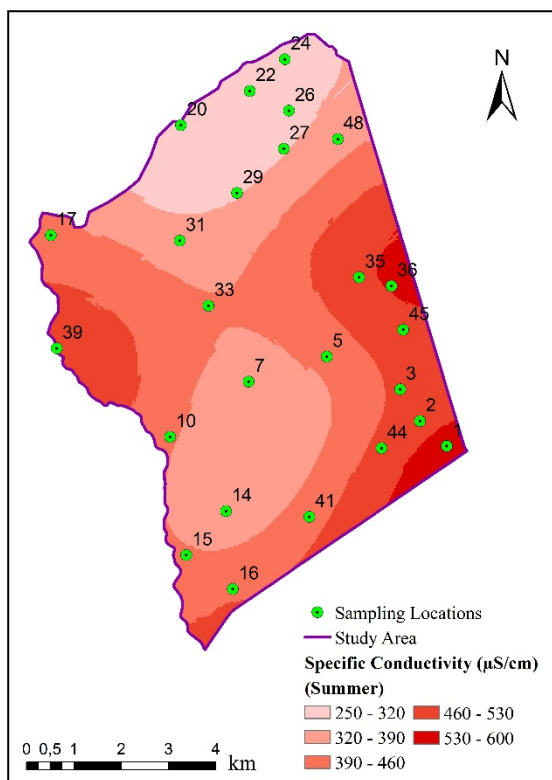 24
N
22
26
20
48
27
29
17
31
35
36
33
45
39
5
7
3
2
10
44
1
14
41
15
16
Sampling Locations
Study Area
Specific Conductivity (µS/cm)
(Summer)
250 - 320 460 - 530
320 - 390 530 - 600
390 - 460
0 0,5 1 2 3 4
km